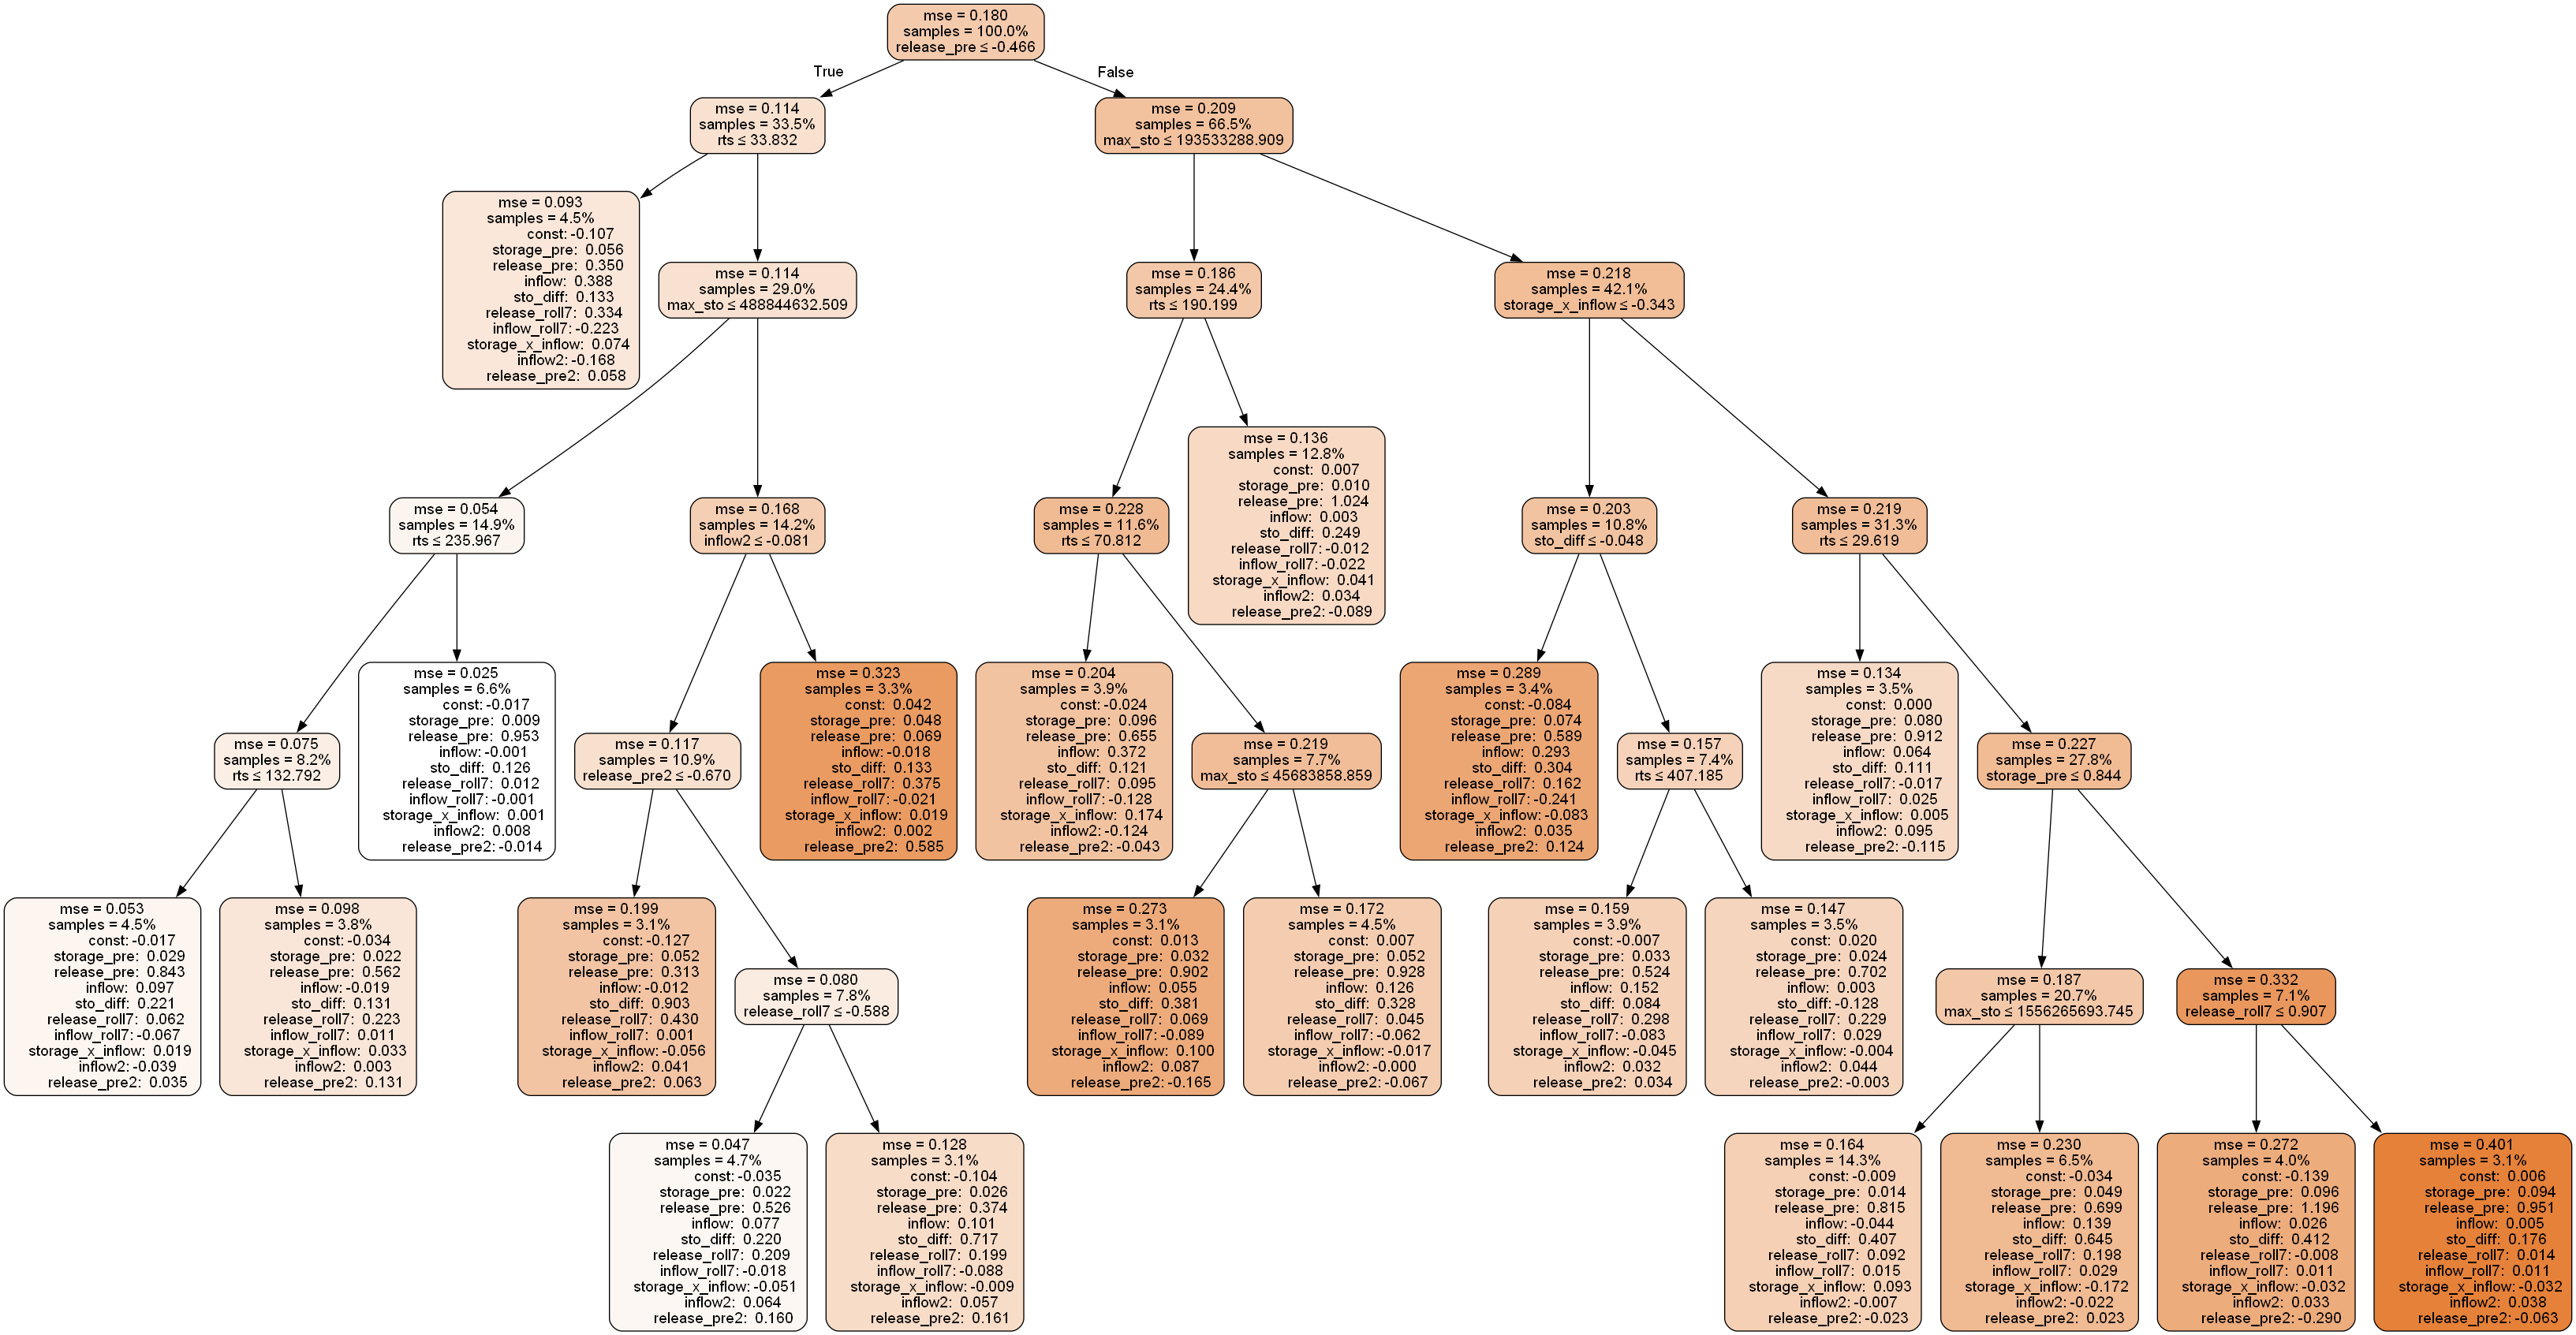 mse = 0.180
samples = 100.0%
release_pre ≤ -0.466
True
False
mse = 0.114
samples = 33.5%
rts ≤ 33.832
mse = 0.209
samples = 66.5%
max_sto ≤ 193533288.909
mse = 0.093
samples = 4.5%
const: -0.107
storage_pre: 0.056
release_pre: 0.350
inflow: 0.388
sto_diff: 0.133
release_roll7: 0.334
inflow_roll7: -0.223
storage_x_inflow: 0.074
inflow2: -0.168
release_pre2: 0.058
mse = 0.114
samples = 29.0%
max_sto ≤ 488844632.509
mse = 0.186
samples = 24.4%
rts ≤ 190.199
mse = 0.218
samples = 42.1%
storage_x_inflow ≤ -0.343
mse = 0.136
samples = 12.8%
const: 0.007
storage_pre: 0.010
release_pre: 1.024
inflow: 0.003
sto_diff: 0.249
release_roll7: -0.012
inflow_roll7: -0.022
storage_x_inflow: 0.041
inflow2: 0.034
release_pre2: -0.089
mse = 0.054
samples = 14.9%
rts ≤ 235.967
mse = 0.168
samples = 14.2%
inflow2 ≤ -0.081
mse = 0.228
samples = 11.6%
rts ≤ 70.812
mse = 0.203
samples = 10.8%
sto_diff ≤ -0.048
mse = 0.219
samples = 31.3%
rts ≤ 29.619
mse = 0.075
samples = 8.2%
rts ≤ 132.792
mse = 0.025
samples = 6.6%
const: -0.017
storage_pre: 0.009
release_pre: 0.953
inflow: -0.001
sto_diff: 0.126
release_roll7: 0.012
inflow_roll7: -0.001
storage_x_inflow: 0.001
inflow2: 0.008
release_pre2: -0.014
mse = 0.117
samples = 10.9%
release_pre2 ≤ -0.670
mse = 0.323
samples = 3.3%
const: 0.042
storage_pre: 0.048
release_pre: 0.069
inflow: -0.018
sto_diff: 0.133
release_roll7: 0.375
inflow_roll7: -0.021
storage_x_inflow: 0.019
inflow2: 0.002
release_pre2: 0.585
mse = 0.204
samples = 3.9%
const: -0.024
storage_pre: 0.096
release_pre: 0.655
inflow: 0.372
sto_diff: 0.121
release_roll7: 0.095
inflow_roll7: -0.128
storage_x_inflow: 0.174
inflow2: -0.124
release_pre2: -0.043
mse = 0.219
samples = 7.7%
max_sto ≤ 45683858.859
mse = 0.289
samples = 3.4%
const: -0.084
storage_pre: 0.074
release_pre: 0.589
inflow: 0.293
sto_diff: 0.304
release_roll7: 0.162
inflow_roll7: -0.241
storage_x_inflow: -0.083
inflow2: 0.035
release_pre2: 0.124
mse = 0.157
samples = 7.4%
rts ≤ 407.185
mse = 0.134
samples = 3.5%
const: 0.000
storage_pre: 0.080
release_pre: 0.912
inflow: 0.064
sto_diff: 0.111
release_roll7: -0.017
inflow_roll7: 0.025
storage_x_inflow: 0.005
inflow2: 0.095
release_pre2: -0.115
mse = 0.227
samples = 27.8%
storage_pre ≤ 0.844
mse = 0.053
samples = 4.5%
const: -0.017
storage_pre: 0.029
release_pre: 0.843
inflow: 0.097
sto_diff: 0.221
release_roll7: 0.062
inflow_roll7: -0.067
storage_x_inflow: 0.019
inflow2: -0.039
release_pre2: 0.035
mse = 0.098
samples = 3.8%
const: -0.034
storage_pre: 0.022
release_pre: 0.562
inflow: -0.019
sto_diff: 0.131
release_roll7: 0.223
inflow_roll7: 0.011
storage_x_inflow: 0.033
inflow2: 0.003
release_pre2: 0.131
mse = 0.199
samples = 3.1%
const: -0.127
storage_pre: 0.052
release_pre: 0.313
inflow: -0.012
sto_diff: 0.903
release_roll7: 0.430
inflow_roll7: 0.001
storage_x_inflow: -0.056
inflow2: 0.041
release_pre2: 0.063
mse = 0.080
samples = 7.8%
release_roll7 ≤ -0.588
mse = 0.273
samples = 3.1%
const: 0.013
storage_pre: 0.032
release_pre: 0.902
inflow: 0.055
sto_diff: 0.381
release_roll7: 0.069
inflow_roll7: -0.089
storage_x_inflow: 0.100
inflow2: 0.087
release_pre2: -0.165
mse = 0.172
samples = 4.5%
const: 0.007
storage_pre: 0.052
release_pre: 0.928
inflow: 0.126
sto_diff: 0.328
release_roll7: 0.045
inflow_roll7: -0.062
storage_x_inflow: -0.017
inflow2: -0.000
release_pre2: -0.067
mse = 0.159
samples = 3.9%
const: -0.007
storage_pre: 0.033
release_pre: 0.524
inflow: 0.152
sto_diff: 0.084
release_roll7: 0.298
inflow_roll7: -0.083
storage_x_inflow: -0.045
inflow2: 0.032
release_pre2: 0.034
mse = 0.147
samples = 3.5%
const: 0.020
storage_pre: 0.024
release_pre: 0.702
inflow: 0.003
sto_diff: -0.128
release_roll7: 0.229
inflow_roll7: 0.029
storage_x_inflow: -0.004
inflow2: 0.044
release_pre2: -0.003
mse = 0.187
samples = 20.7%
max_sto ≤ 1556265693.745
mse = 0.332
samples = 7.1%
release_roll7 ≤ 0.907
mse = 0.047
samples = 4.7%
const: -0.035
storage_pre: 0.022
release_pre: 0.526
inflow: 0.077
sto_diff: 0.220
release_roll7: 0.209
inflow_roll7: -0.018
storage_x_inflow: -0.051
inflow2: 0.064
release_pre2: 0.160
mse = 0.128
samples = 3.1%
const: -0.104
storage_pre: 0.026
release_pre: 0.374
inflow: 0.101
sto_diff: 0.717
release_roll7: 0.199
inflow_roll7: -0.088
storage_x_inflow: -0.009
inflow2: 0.057
release_pre2: 0.161
mse = 0.164
samples = 14.3%
const: -0.009
storage_pre: 0.014
release_pre: 0.815
inflow: -0.044
sto_diff: 0.407
release_roll7: 0.092
inflow_roll7: 0.015
storage_x_inflow: 0.093
inflow2: -0.007
release_pre2: -0.023
mse = 0.230
samples = 6.5%
const: -0.034
storage_pre: 0.049
release_pre: 0.699
inflow: 0.139
sto_diff: 0.645
release_roll7: 0.198
inflow_roll7: 0.029
storage_x_inflow: -0.172
inflow2: -0.022
release_pre2: 0.023
mse = 0.272
samples = 4.0%
const: -0.139
storage_pre: 0.096
release_pre: 1.196
inflow: 0.026
sto_diff: 0.412
release_roll7: -0.008
inflow_roll7: 0.011
storage_x_inflow: -0.032
inflow2: 0.033
release_pre2: -0.290
mse = 0.401
samples = 3.1%
const: 0.006
storage_pre: 0.094
release_pre: 0.951
inflow: 0.005
sto_diff: 0.176
release_roll7: 0.014
inflow_roll7: 0.011
storage_x_inflow: -0.032
inflow2: 0.038
release_pre2: -0.063